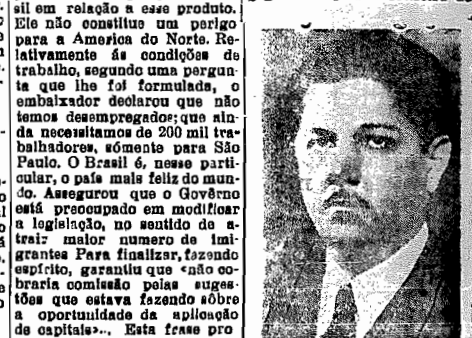 sil em relação a esse produto.
Ele não constitue um perigo
para a America do Norte. Re-
lativamente ás condições de
trabalho, segundo uma pergun-
ta que lhe foi formulada, o
embaixador declarou que não
temos desempregados; que ain-
da necessitamos de 200 mil tra-
balhadores, sómente para São
Paulo. O Brasil é, nesse parti-
cular, o país mais feliz do mun-
do. Assegurou que o Govêrno
está preocupado em modificar
a legislação, no sentido de a-
trair maior numero de imi-
grantes Para finalizar, fazendo
espírito, garantiu que «não co-
braria comissão pelas suges-
tões que estava fazendo sôbre
a oportunidade da aplicação
de capitais»... Esta frase pro